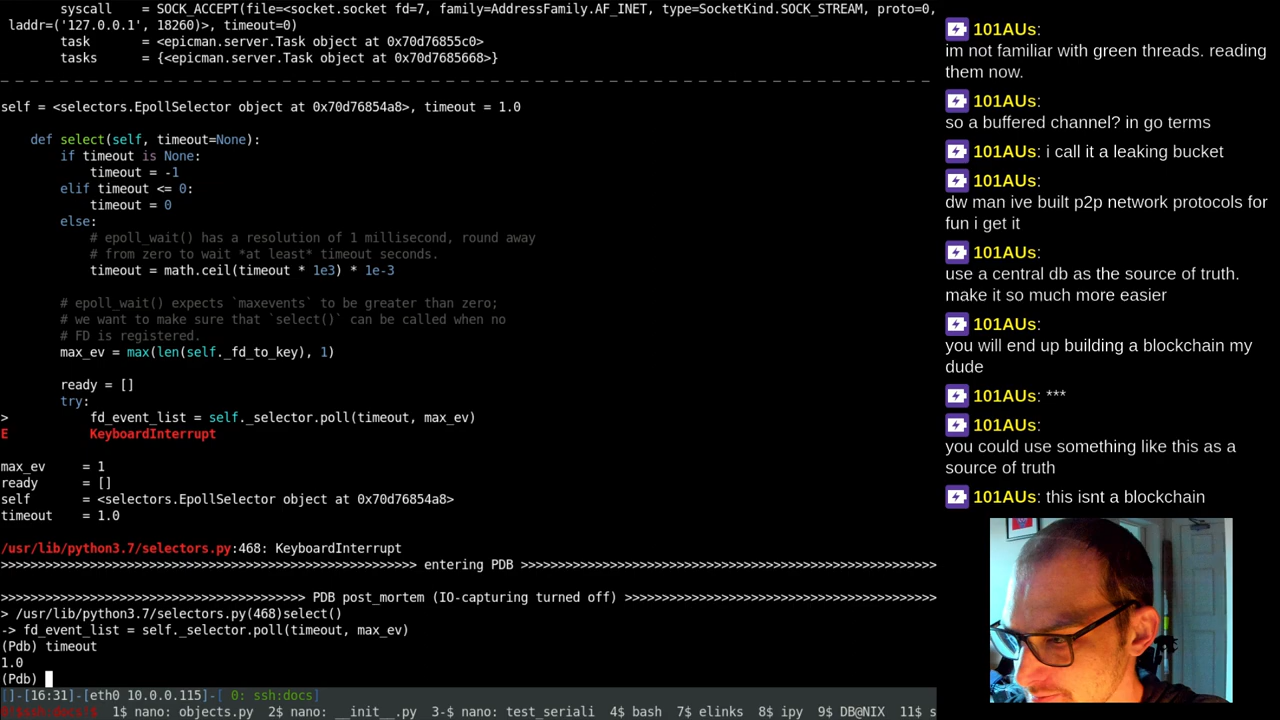 syscall = SOCK_ACCEPT(file=<socket.socket fd=7, family=AddressFamily.AF_INET, type=SocketKind.SOCK_STREAM, proto=0,
laddr=('127.0.0.1', 18260)>, timeout=0)
task = <epicman.server.Task object at 0x70d76855c0>
tasks = {<epicman.server.Task object at 0x70d7685668>}
_ _ _ _ _ _ _ _ _ _ _ _ _ _ _ _ _ _ _ _ _ _ _ _ _ _ _ _ _ _ _ _ _ _ _ _ _ _ _ _ _ _ _ _ _ _ _ _ _ _ _ _ _ _ _ _ _ _ _ _ _ _
self = <selectors.EpollSelector object at 0x70d76854a8>, timeout = 1.0
def select(self, timeout=None):
if timeout is None:
timeout = -1
elif timeout <= 0:
timeout = 0
else:
# epoll_wait() has a resolution of 1 millisecond, round away
# from zero to wait *at least* timeout seconds.
timeout = math.ceil(timeout * 1e3) * 1e-3
# epoll_wait() expects `maxevents` to be greater than zero;
# we want to make sure that `select()` can be called when no
# FD is registered.
max_ev = max(len(self._fd_to_key), 1)
ready = []
try:
> fd_event_list = self._selector.poll(timeout, max_ev)
E KeyboardInterrupt
max_ev = 1
ready = []
self = <selectors.EpollSelector object at 0x70d76854a8>
timeout = 1.0
/usr/lib/python3.7/selectors.py:468: KeyboardInterrupt
>>>>>>>>>>>>>>>>>>>>>>>>>>>>>>>>>>>>>>>>>>>>>>>>>>>>>>> entering PDB >>>>>>>>>>>>>>>>>>>>>>>>>>>>>>>>>>>>>>>>>>>>>>>>>>>>>>>>
>>>>>>>>>>>>>>>>>>>>>>>>>>>>>>>>>>>>>>>> PDB post_mortem (IO-capturing turned off) >>>>>>>>>>>>>>>>>>>>>>>>>>>>>>>>>>>>>>>>>
> /usr/lib/python3.7/selectors.py(468)select()
-> fd_event_list = self._selector.poll(timeout, max_ev)
(Pdb) timeout
1.0
(Pdb)
[]-[16:31]-[eth0 10.0.0.115]-[ 0: ssh:docs]
1$ nano: objects.py 2$ nano: __init__.py 3-$ nano: test_seriali 4$ bash 7$ elinks 8$ ipy 9$ DB@NIX 11$ s
101AUs:
im not familiar with green threads. reading
them now.
101AUs:
so a buffered channel? in go terms
101AUs: i call it a leaking bucket
101AUs:
dw man ive built p2p network protocols for
fun i get it
101AUs:
use a central db as the source of truth.
make it so much more easier
101AUs:
you will end up building a blockchain my
dude
101AUs: ***
101AUs:
you could use something like this as a
source of truth
101AUs: this isnt a blockchain